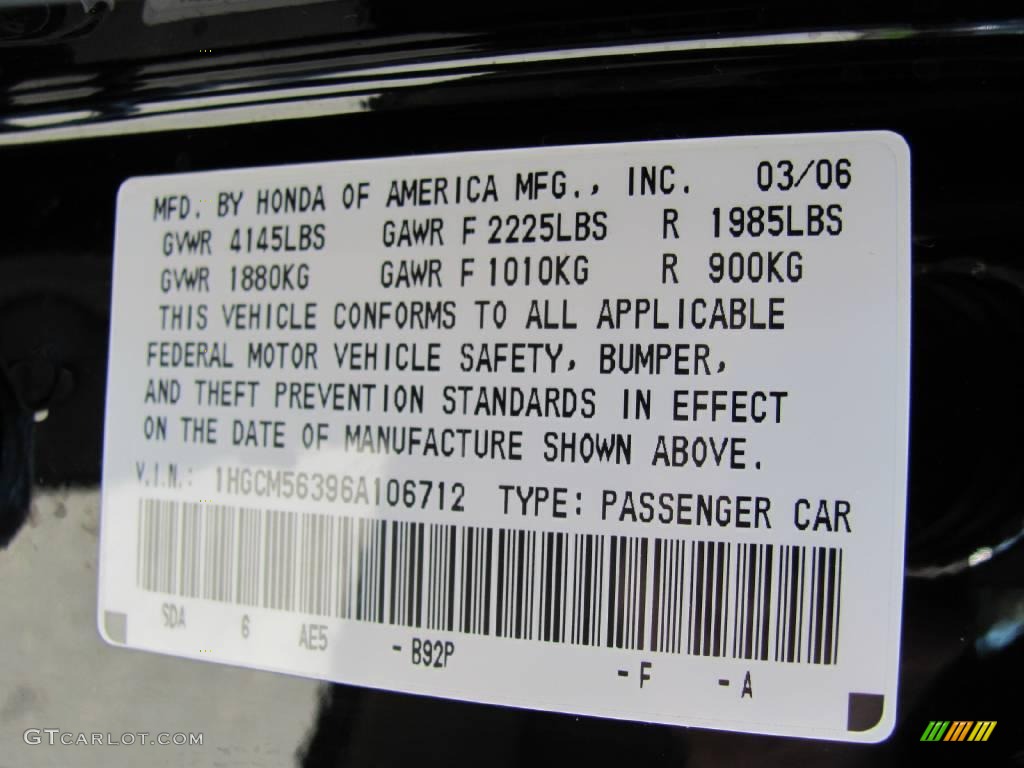 MFD. BY HONDA OF AMERICA MFG., INC. 03/06
GVWR 4145LBS GAWR F 2225LBS R 1985LBS
GVWR 1880KG GAWR F 1010KG R 900KG
THIS VEHICLE CONFORMS TO ALL APPLICABLE
FEDERAL MOTOR VEHICLE SAFETY, BUMPER,
AND THEFT PREVENTION STANDARDS IN EFFECT
ON THE DATE OF MANUFACTURE SHOWN ABOVE.
V.I.N.: 1HGCM56396A106712 TYPE: PASSENGER CAR
SDA 6 AE5 - B92P - F - A
GTCARLOT.COM